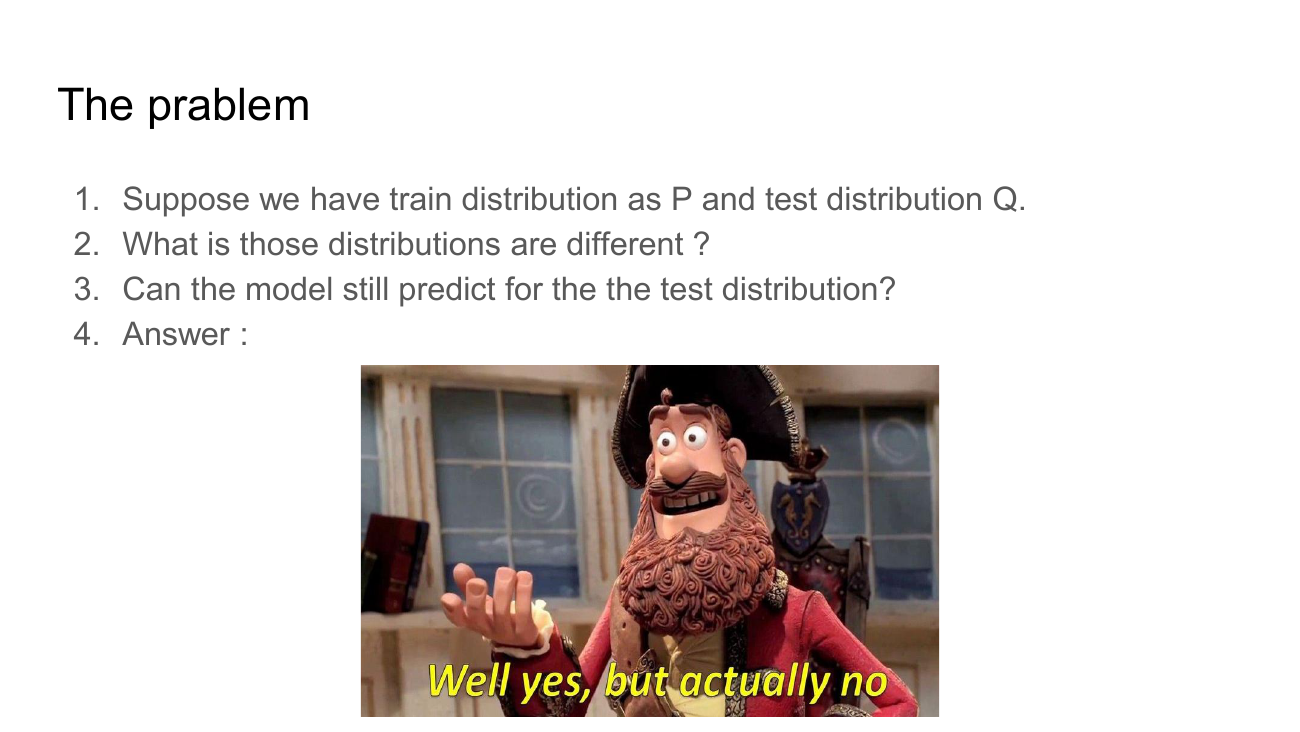 The prablem
1. Suppose we have train distribution as P and test distribution Q.
2. What is those distributions are different ?
3. Can the model still predict for the the test distribution?
4. Answer :
Well yes, but actually no